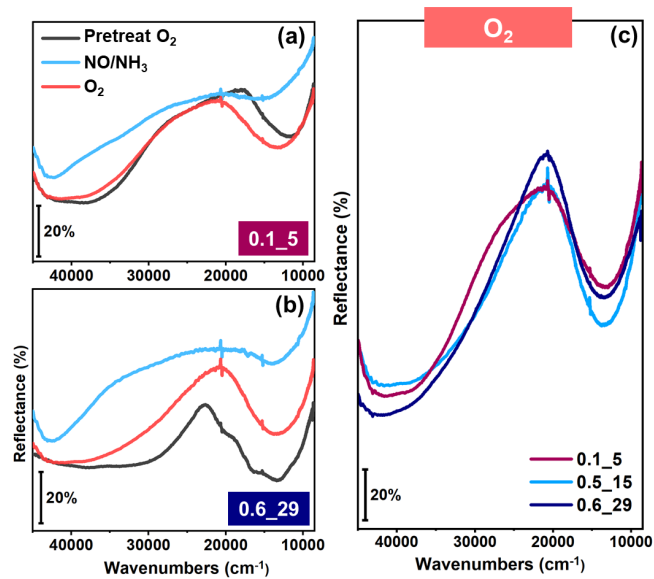 (a)
Pretreat O₂
NO/NH₃
O₂
20%
0.1_5
40000 30000 20000 10000
(b)
20%
0.6_29
Reflectance (%)
40000 30000 20000 10000
Wavenumbers (cm⁻¹)
O₂
(c)
Reflectance (%)
20%
0.1_5
0.5_15
0.6_29
40000 30000 20000 10000
Wavenumbers (cm⁻¹)